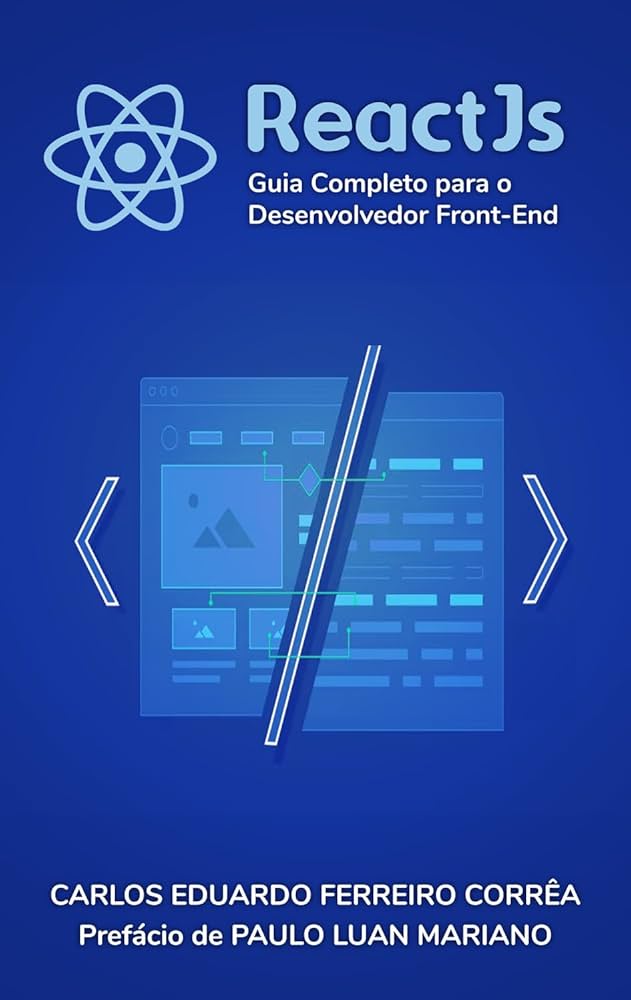 ReactJs
Guia Completo para o
Desenvolvedor Front-End
CARLOS EDUARDO FERREIRO CORRÊA
Prefácio de PAULO LUAN MARIANO